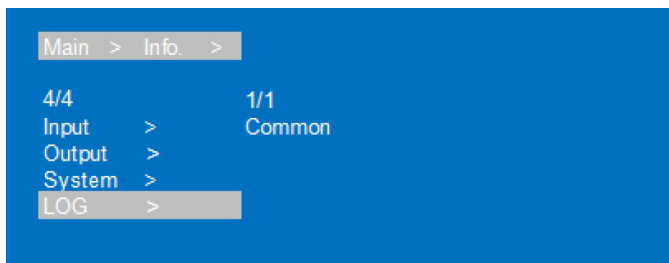 Main > Info. >
4/4 1/1
Input > Common
Output >
System >
LOG >